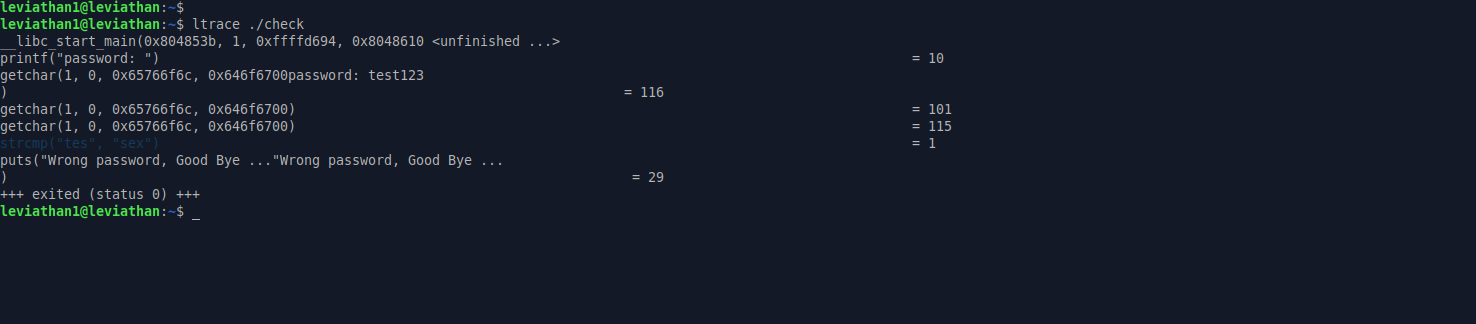 leviathan1@leviathan:~$
leviathan1@leviathan:~$ ltrace ./check
__libc_start_main(0x804853b, 1, 0xffffd694, 0x8048610 <unfinished ...>
printf("password: ") = 10
getchar(1, 0, 0x65766f6c, 0x646f6700password: test123
) = 116
getchar(1, 0, 0x65766f6c, 0x646f6700) = 101
getchar(1, 0, 0x65766f6c, 0x646f6700) = 115
strcmp("tes", "sex") = 1
puts("Wrong password, Good Bye ..."Wrong password, Good Bye ...
) = 29
+++ exited (status 0) +++
leviathan1@leviathan:~$ _